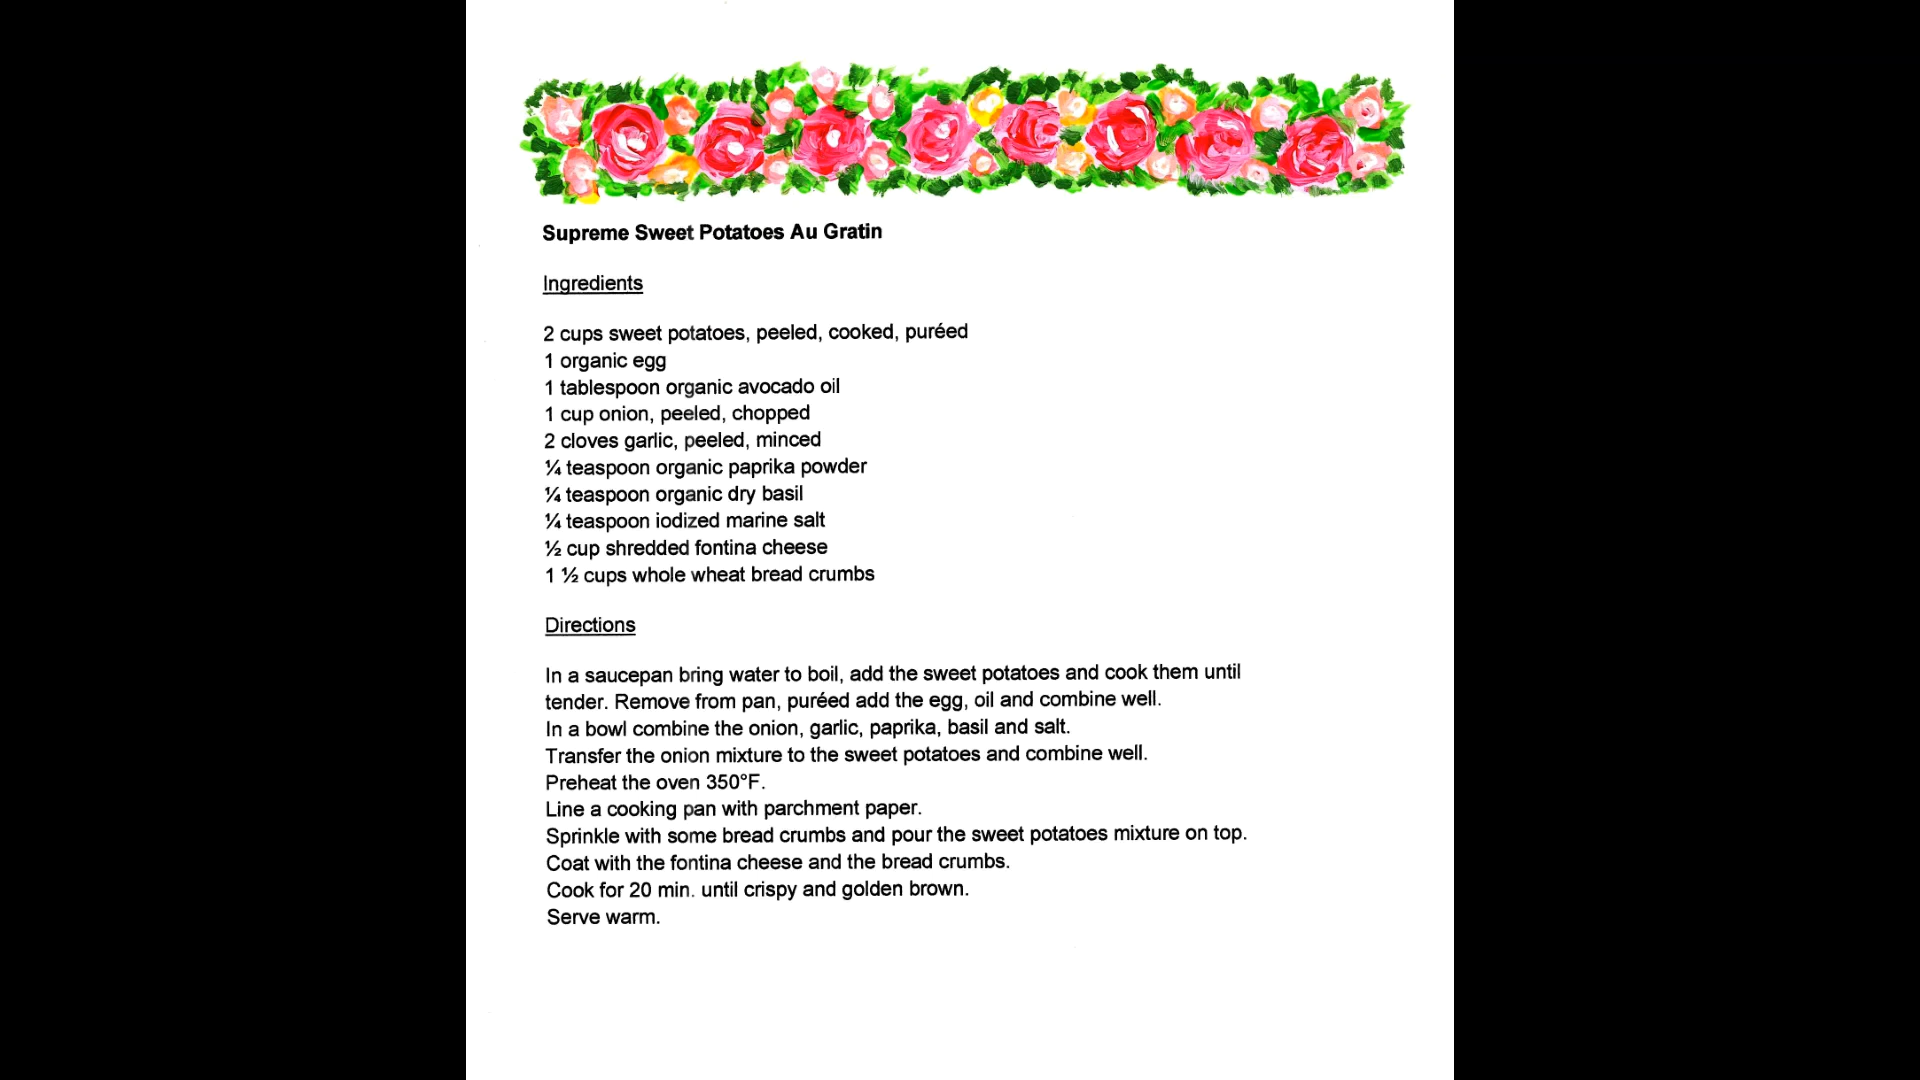 Supreme Sweet Potatoes Au Gratin
Ingredients
2 cups sweet potatoes, peeled, cooked, puréed
1 organic egg
1 tablespoon organic avocado oil
1 cup onion, peeled, chopped
2 cloves garlic, peeled, minced
¼ teaspoon organic paprika powder
¼ teaspoon organic dry basil
¼ teaspoon iodized marine salt
½ cup shredded fontina cheese
1 ½ cups whole wheat bread crumbs
Directions
In a saucepan bring water to boil, add the sweet potatoes and cook them until
tender. Remove from pan, puréed add the egg, oil and combine well.
In a bowl combine the onion, garlic, paprika, basil and salt.
Transfer the onion mixture to the sweet potatoes and combine well.
Preheat the oven 350°F.
Line a cooking pan with parchment paper.
Sprinkle with some bread crumbs and pour the sweet potatoes mixture on top.
Coat with the fontina cheese and the bread crumbs.
Cook for 20 min. until crispy and golden brown.
Serve warm.